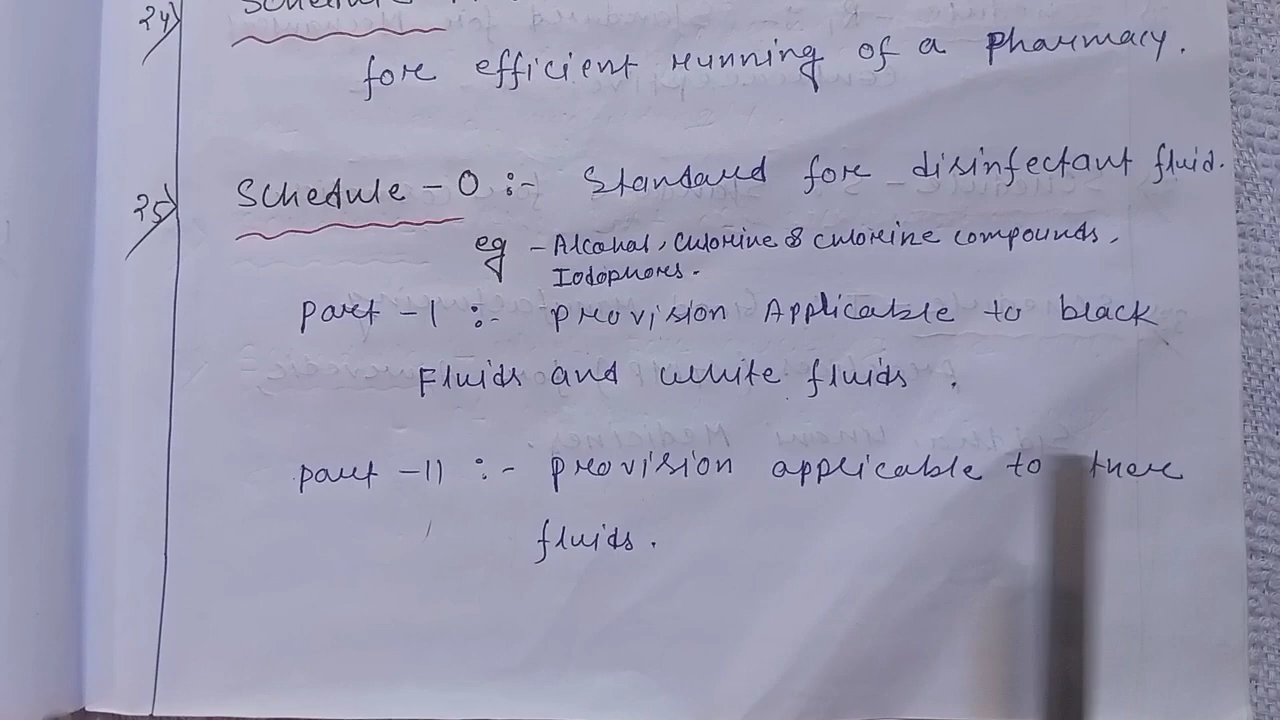 24)
for efficient running of a pharmacy.
25) Schedule - O :- Standard for disinfectant fluid.
eg - Alcohal, Chlorine & chlorine compounds,
Iodophores.
part - I :- provision Applicable to black
Fluids and white fluids.
part - II :- provision applicable to
fluids.